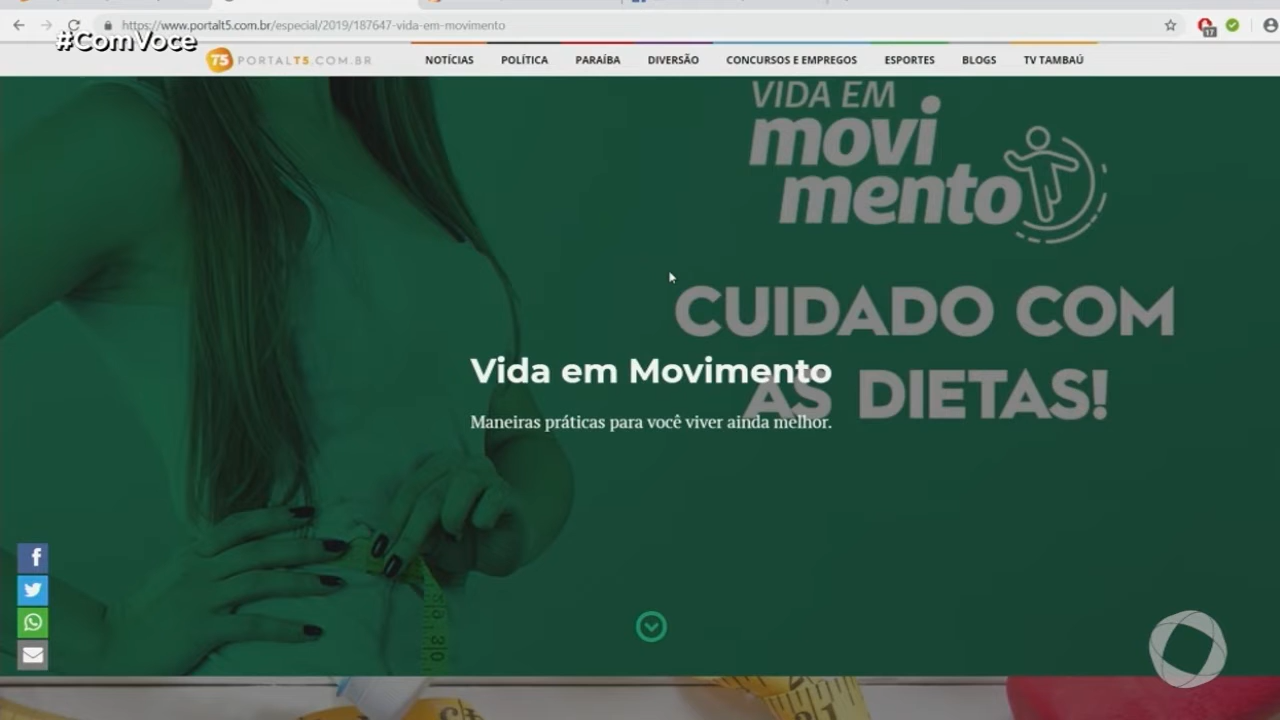 https://www.portalt5.com.br/especial/2019/187647-vida-em-movimento
17
#ComVoce
T5 PORTALT5.COM.BR
NOTÍCIAS POLÍTICA PARAÍBA DIVERSÃO CONCURSOS E EMPREGOS ESPORTES BLOGS TV TAMBAÚ
VIDA EM
movi
mento
CUIDADO COM
AS DIETAS!
Vida em Movimento
Maneiras práticas para você viver ainda melhor.